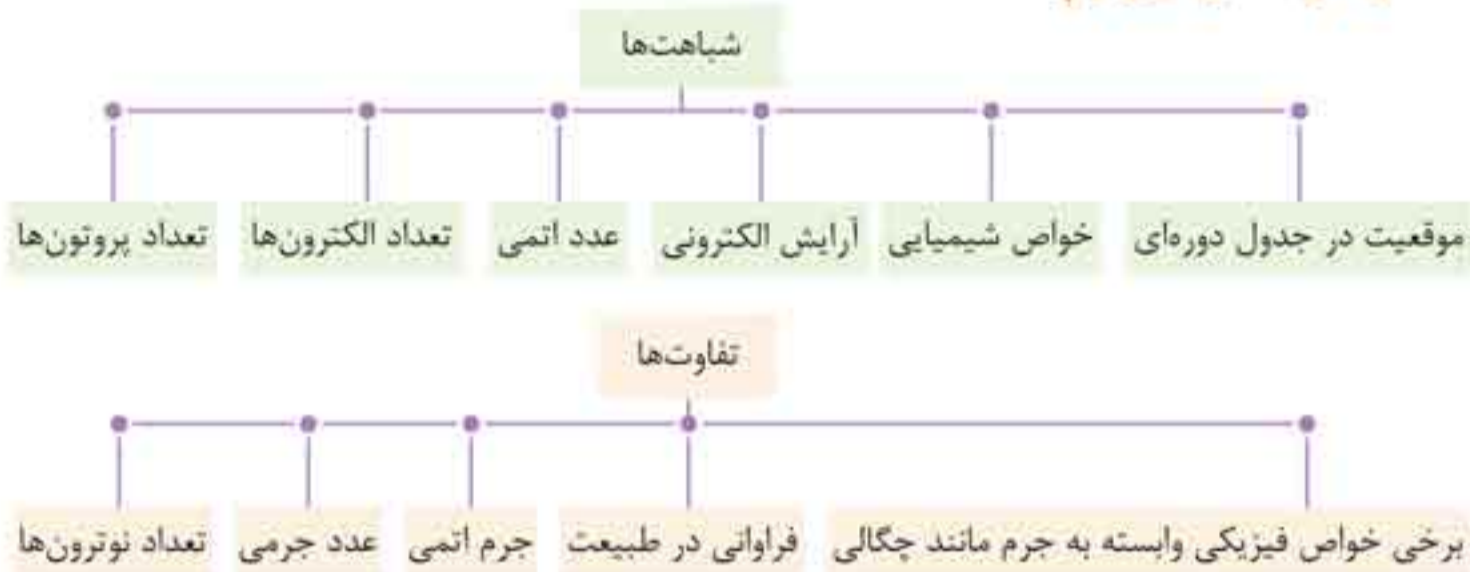 شباهت‌ها
موقعیت در جدول دوره‌ای
خواص شیمیایی
آرایش الکترونی
عدد اتمی
تعداد الکترون‌ها
تعداد پروتون‌ها
تفاوت‌ها
برخی خواص فیزیکی وابسته به جرم مانند چگالی
فراوانی در طبیعت
جرم اتمی
عدد جرمی
تعداد نوترون‌ها